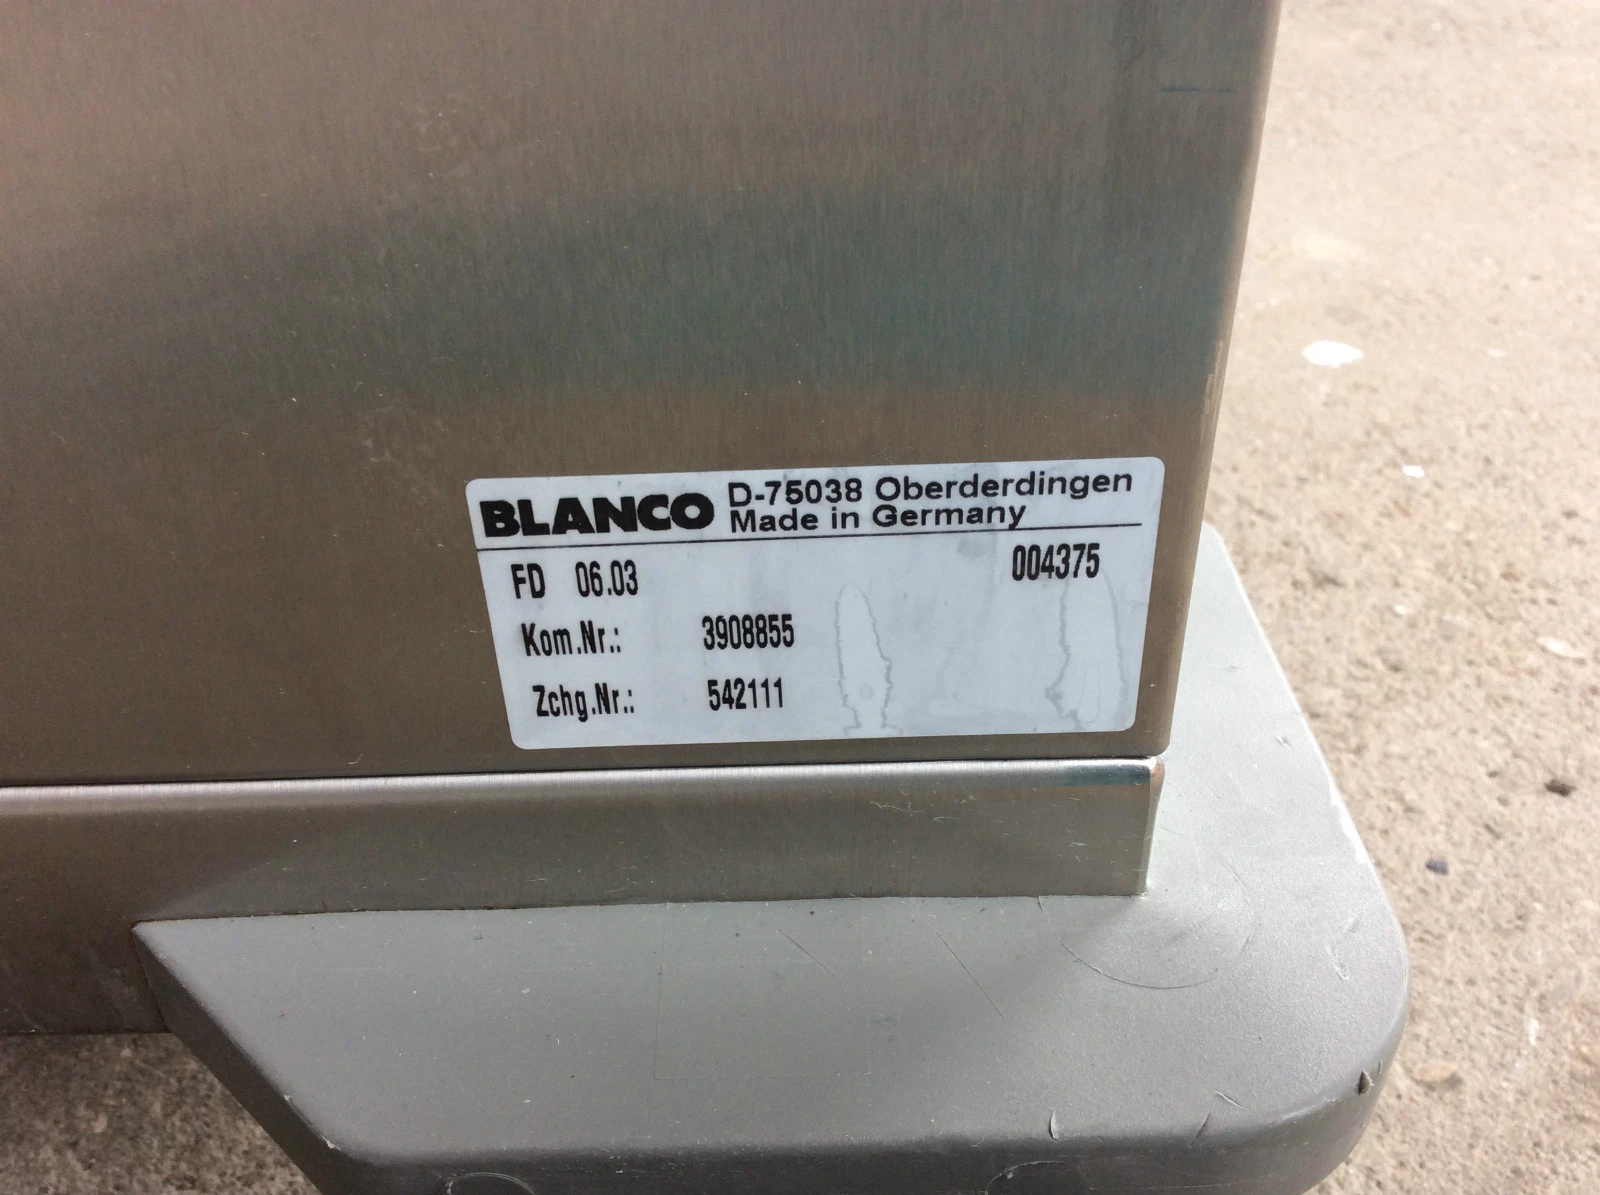 BLANCO D-75038 Oberderdingen
Made in Germany
FD 06.03 004375
Kom.Nr.: 3908855
Zchg.Nr.: 542111